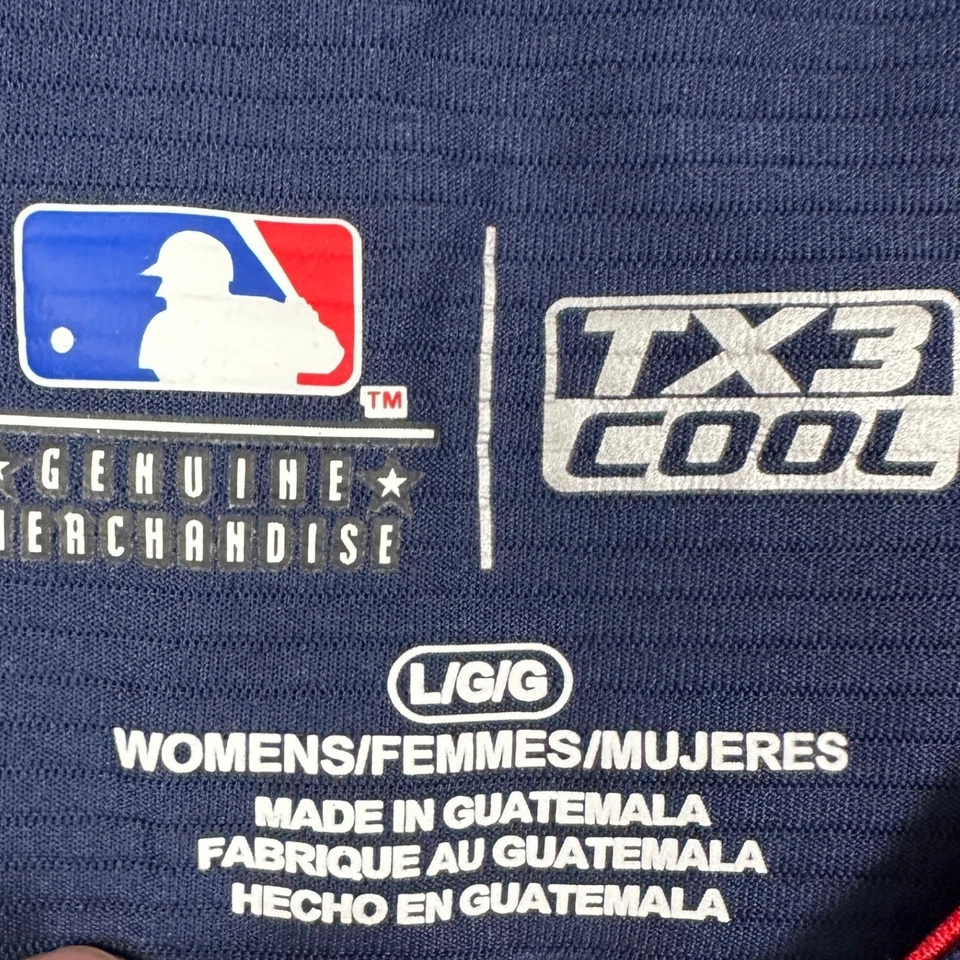 TM
★ GENUINE ★
MERCHANDISE
TX3
COOL
L/G/G
WOMENS/FEMMES/MUJERES
MADE IN GUATEMALA
FABRIQUE AU GUATEMALA
HECHO EN GUATEMALA